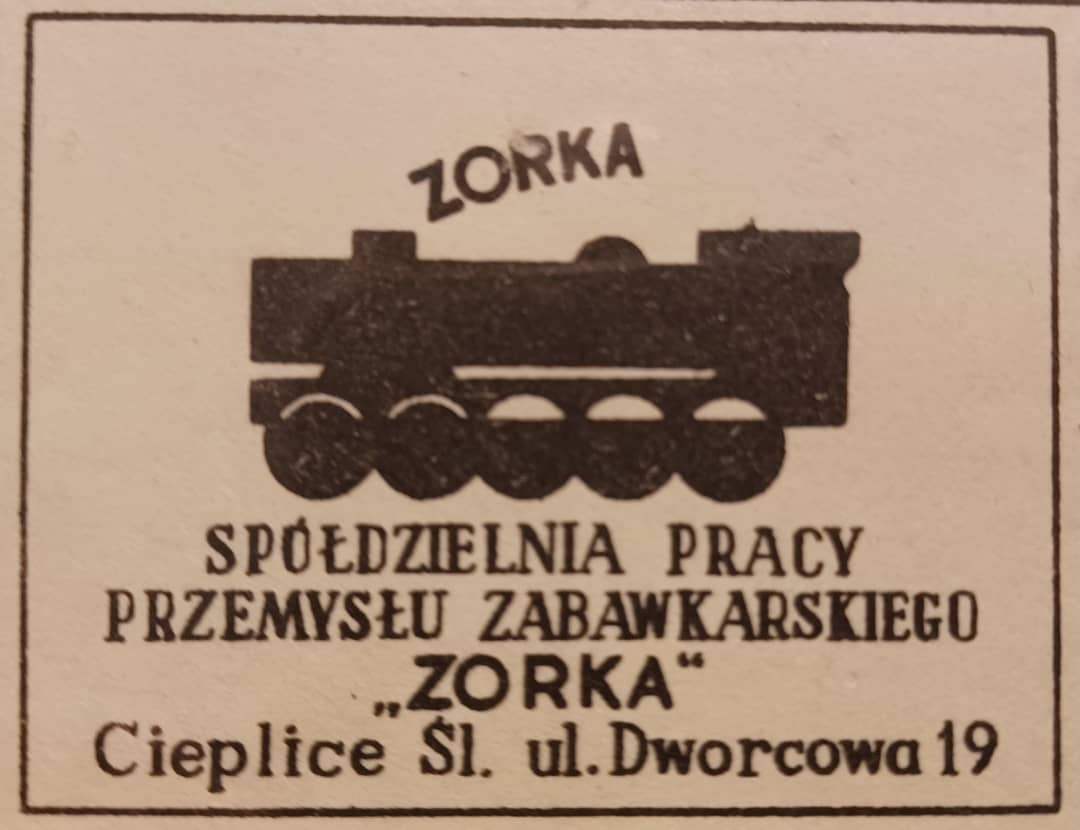 ZORKA
SPÓŁDZIELNIA PRACY
PRZEMYSŁU ZABAWKARSKIEGO
„ZORKA“
Cieplice Śl. ul. Dworcowa 19